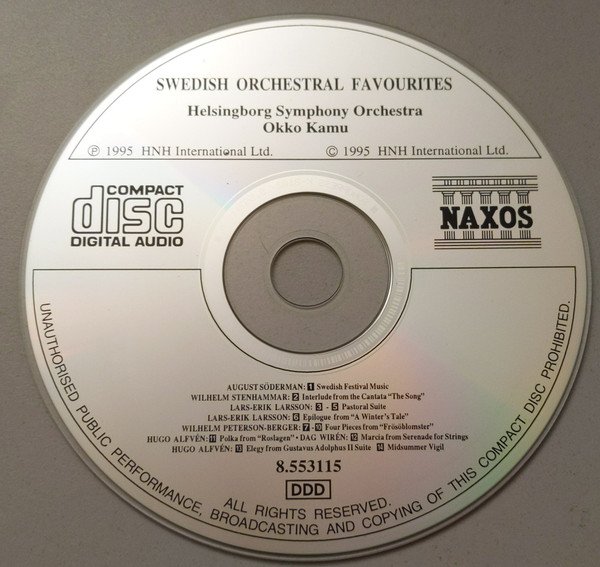 SWEDISH ORCHESTRAL FAVOURITES
Helsingborg Symphony Orchestra
Okko Kamu
℗ 1995 HNH International Ltd. © 1995 HNH International Ltd.
COMPACT
disc
DIGITAL AUDIO
NAXOS
AUGUST SÖDERMAN: 1 Swedish Festival Music
WILHELM STENHAMMAR: 2 Interlude from the Cantata "The Song"
LARS-ERIK LARSSON: 3 - 5 Pastoral Suite
LARS-ERIK LARSSON: 6 Epilogue from "A Winter's Tale"
WILHELM PETERSON-BERGER: 7 - 10 Four Pieces from "Frösöblomster"
HUGO ALFVÉN: 11 Polka from "Roslagen" • DAG WIRÉN: 12 Marcia from Serenade for Strings
HUGO ALFVÉN: 13 Elegy from Gustavus Adolphus II Suite 14 Midsummer Vigil
8.553115
DDD
ALL RIGHTS RESERVED.
UNAUTHORISED PUBLIC PERFORMANCE, BROADCASTING AND COPYING OF THIS COMPACT DISC PROHIBITED.